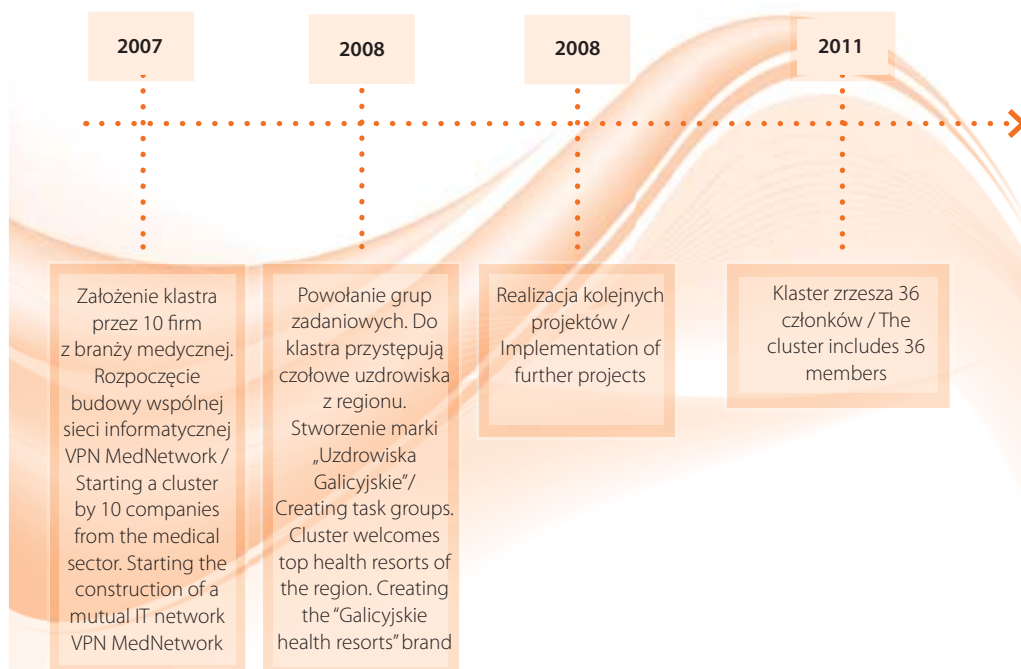 2007
Założenie klastra
przez 10 firm
z branży medycznej.
Rozpoczęcie
budowy wspólnej
sieci informatycznej
VPN MedNetwork /
Starting a cluster
by 10 companies
from the medical
sector. Starting the
construction of a
mutual IT network
VPN MedNetwork
2008
Powołanie grup
zadaniowych. Do
klastra przystępują
czołowe uzdrowiska
z regionu.
Stworzenie marki
„Uzdrowiska
Galicyjskie”/
Creating task groups.
Cluster welcomes
top health resorts of
the region. Creating
the “Galicyjskie
health resorts” brand
2008
Realizacja kolejnych
projektów /
Implementation of
further projects
2011
Klaster zrzesza 36
członków / The
cluster includes 36
members